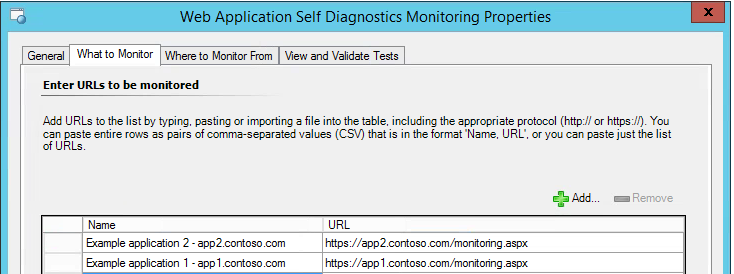 Web Application Self Diagnostics Monitoring Properties
x
General What to Monitor Where to Monitor From View and Validate Tests
Enter URLs to be monitored
Add URLs to the list by typing, pasting or importing a file into the table, including the appropriate protocol (http:// or https://). You
can paste entire rows as pairs of comma-separated values (CSV) that is in the format 'Name, URL', or you can paste just the list
of URLs.
Add... Remove
Name URL
Example application 2 - app2.contoso.com https://app2.contoso.com/monitoring.aspx
Example application 1 - app1.contoso.com https://app1.contoso.com/monitoring.aspx